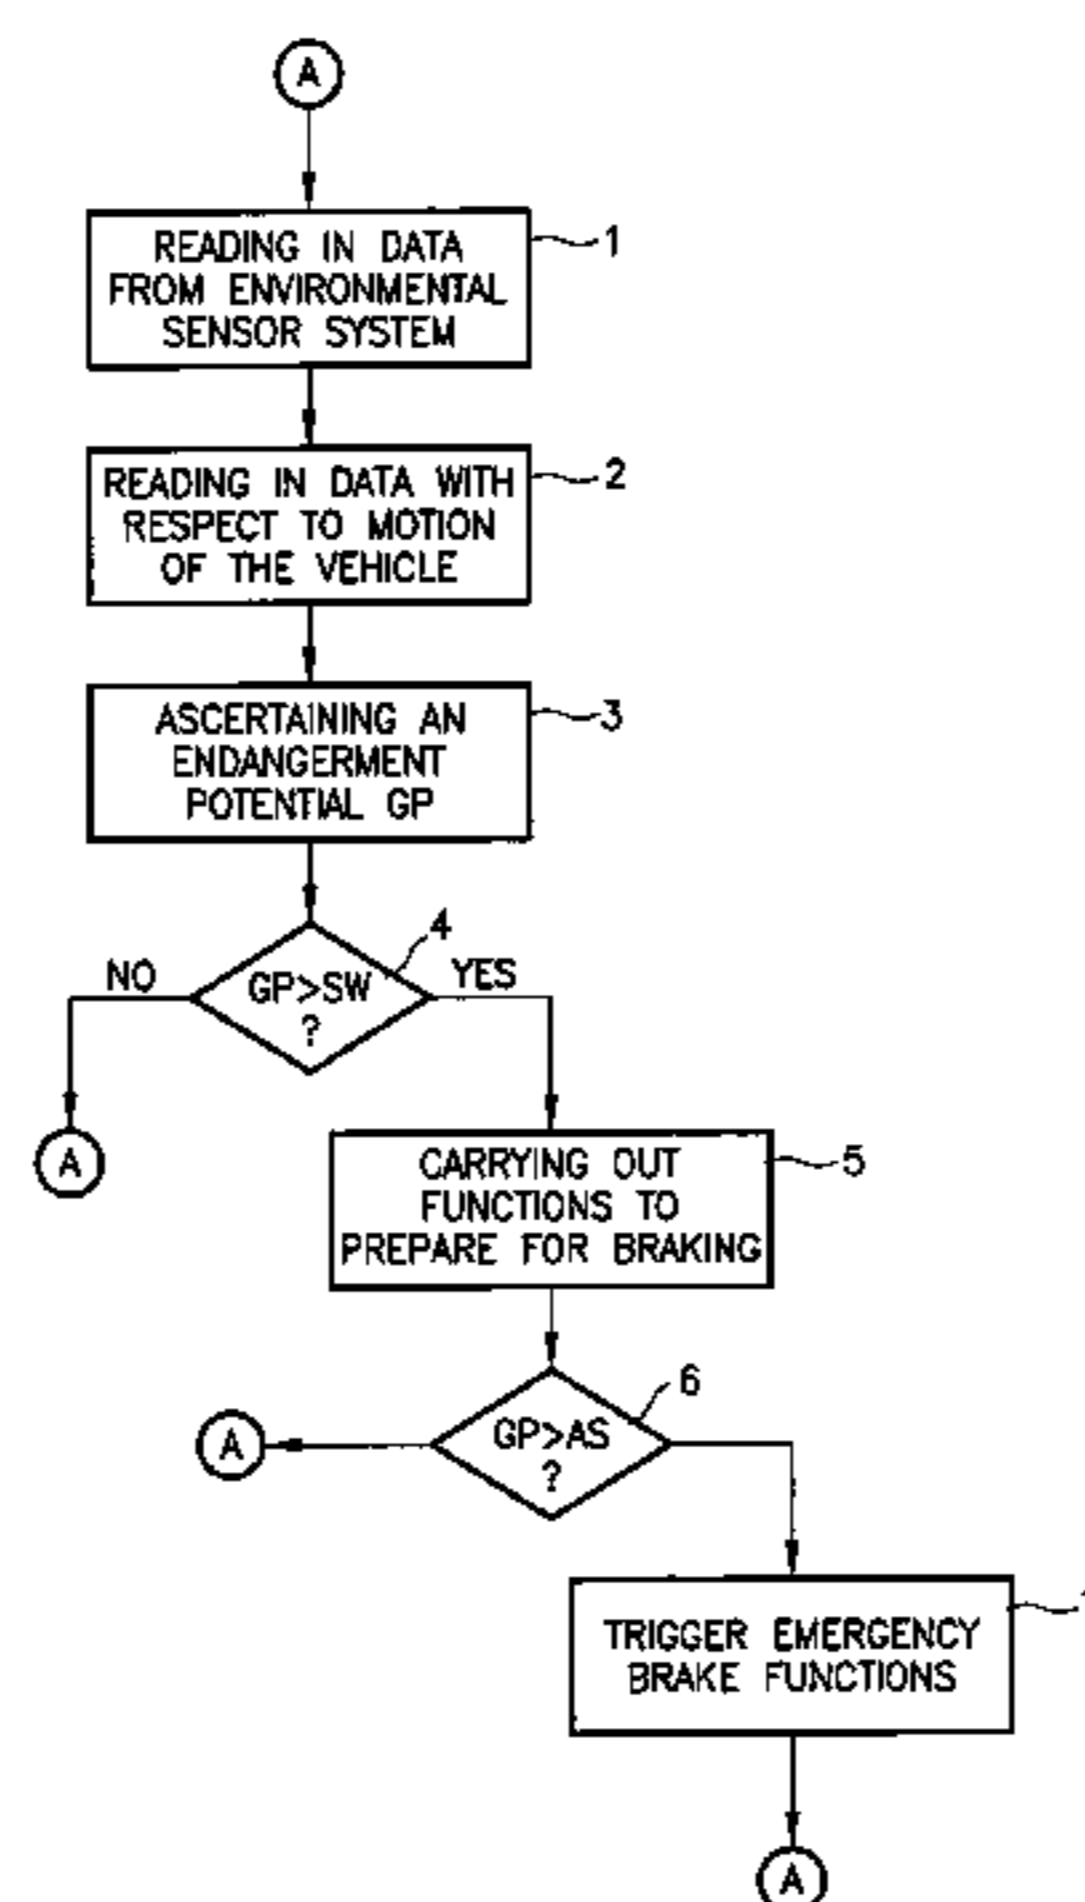 A
READING IN DATA
FROM ENVIRONMENTAL
SENSOR SYSTEM
1
READING IN DATA WITH
RESPECT TO MOTION
OF THE VEHICLE
2
ASCERTAINING AN
ENDANGERMENT
POTENTIAL GP
3
4
NO
GP>SW
?
YES
A
CARRYING OUT
FUNCTIONS TO
PREPARE FOR BRAKING
5
6
A
GP>AS
?
TRIGGER EMERGENCY
BRAKE FUNCTIONS
A